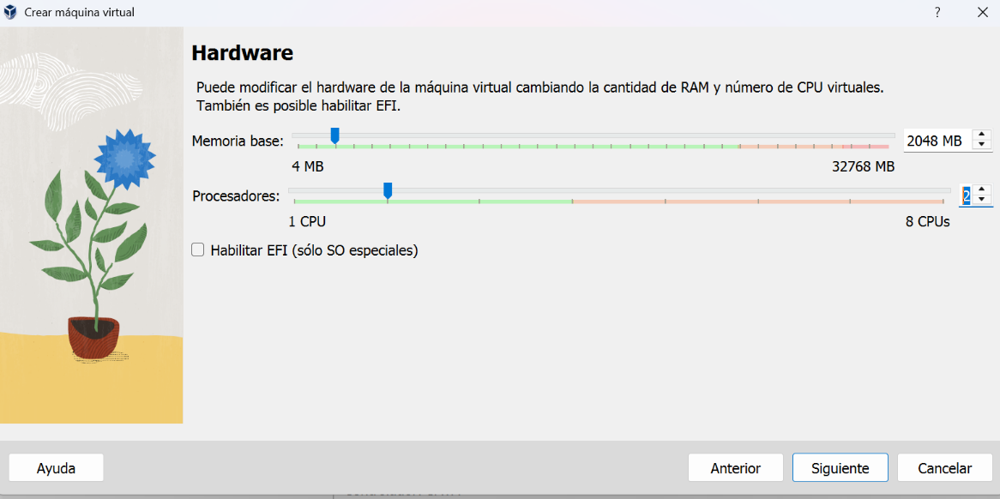 Crear máquina virtual
?
Hardware
Puede modificar el hardware de la máquina virtual cambiando la cantidad de RAM y número de CPU virtuales.
También es posible habilitar EFI.
Memoria base:
2048 MB
4 MB
32768 MB
Procesadores:
2
1 CPU
8 CPUs
Habilitar EFI (sólo SO especiales)
Ayuda
Anterior
Siguiente
Cancelar